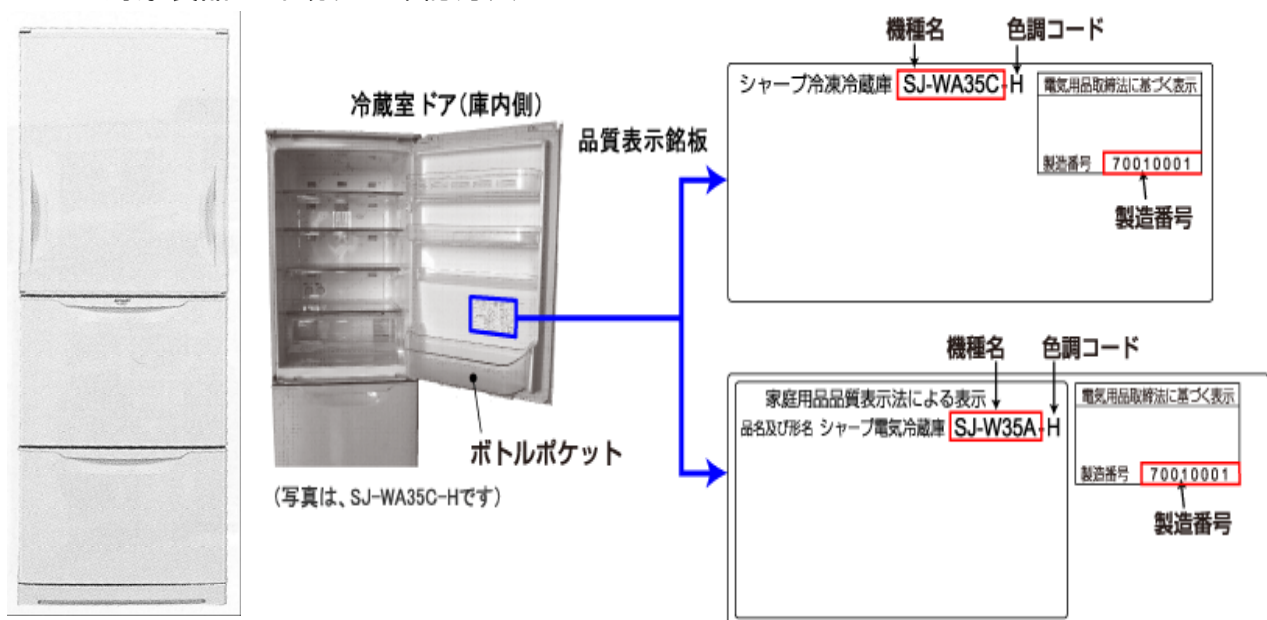 冷蔵室ドア(庫内側)
ボトルポケット
(写真は、SJ-WA35C-Hです)
品質表示銘板
機種名 色調コード
シャープ冷凍冷蔵庫 SJ-WA35C-H
電気用品取締法に基づく表示
製造番号 70010001
製造番号
機種名 色調コード
家庭用品品質表示法による表示
品名及び形名 シャープ電気冷蔵庫 SJ-W35A-H
電気用品取締法に基づく表示
製造番号 70010001
製造番号